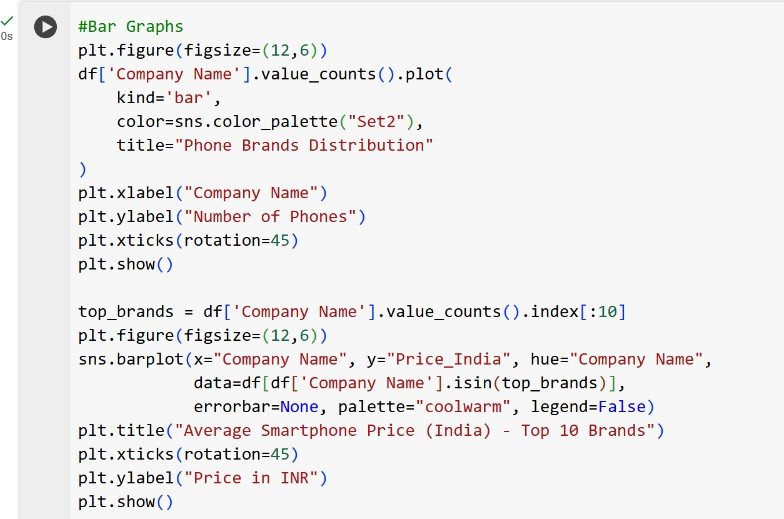 0s
#Bar Graphs
plt.figure(figsize=(12,6))
df['Company Name'].value_counts().plot(
    kind='bar',
    color=sns.color_palette("Set2"),
    title="Phone Brands Distribution"
)
plt.xlabel("Company Name")
plt.ylabel("Number of Phones")
plt.xticks(rotation=45)
plt.show()

top_brands = df['Company Name'].value_counts().index[:10]
plt.figure(figsize=(12,6))
sns.barplot(x="Company Name", y="Price_India", hue="Company Name",
            data=df[df['Company Name'].isin(top_brands)],
            errorbar=None, palette="coolwarm", legend=False)
plt.title("Average Smartphone Price (India) - Top 10 Brands")
plt.xticks(rotation=45)
plt.ylabel("Price in INR")
plt.show()